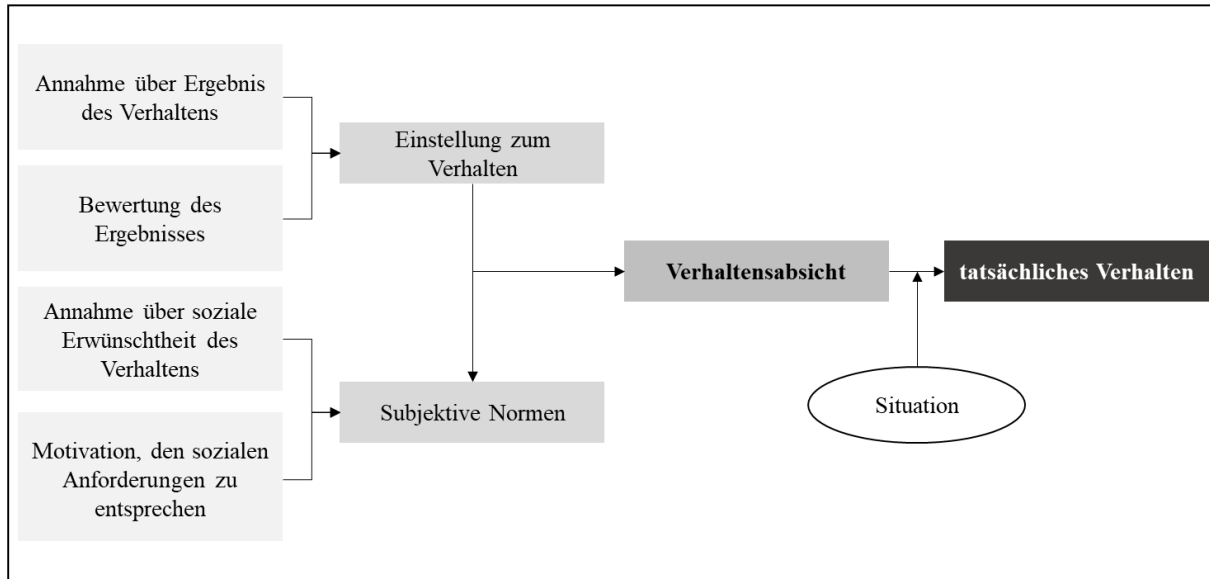 Annahme über Ergebnis
des Verhaltens
Bewertung des
Ergebnisses
Annahme über soziale
Erwünschtheit des
Verhaltens
Motivation, den sozialen
Anforderungen zu
entsprechen
Einstellung zum
Verhalten
Subjektive Normen
Verhaltensabsicht
tatsächliches Verhalten
Situation